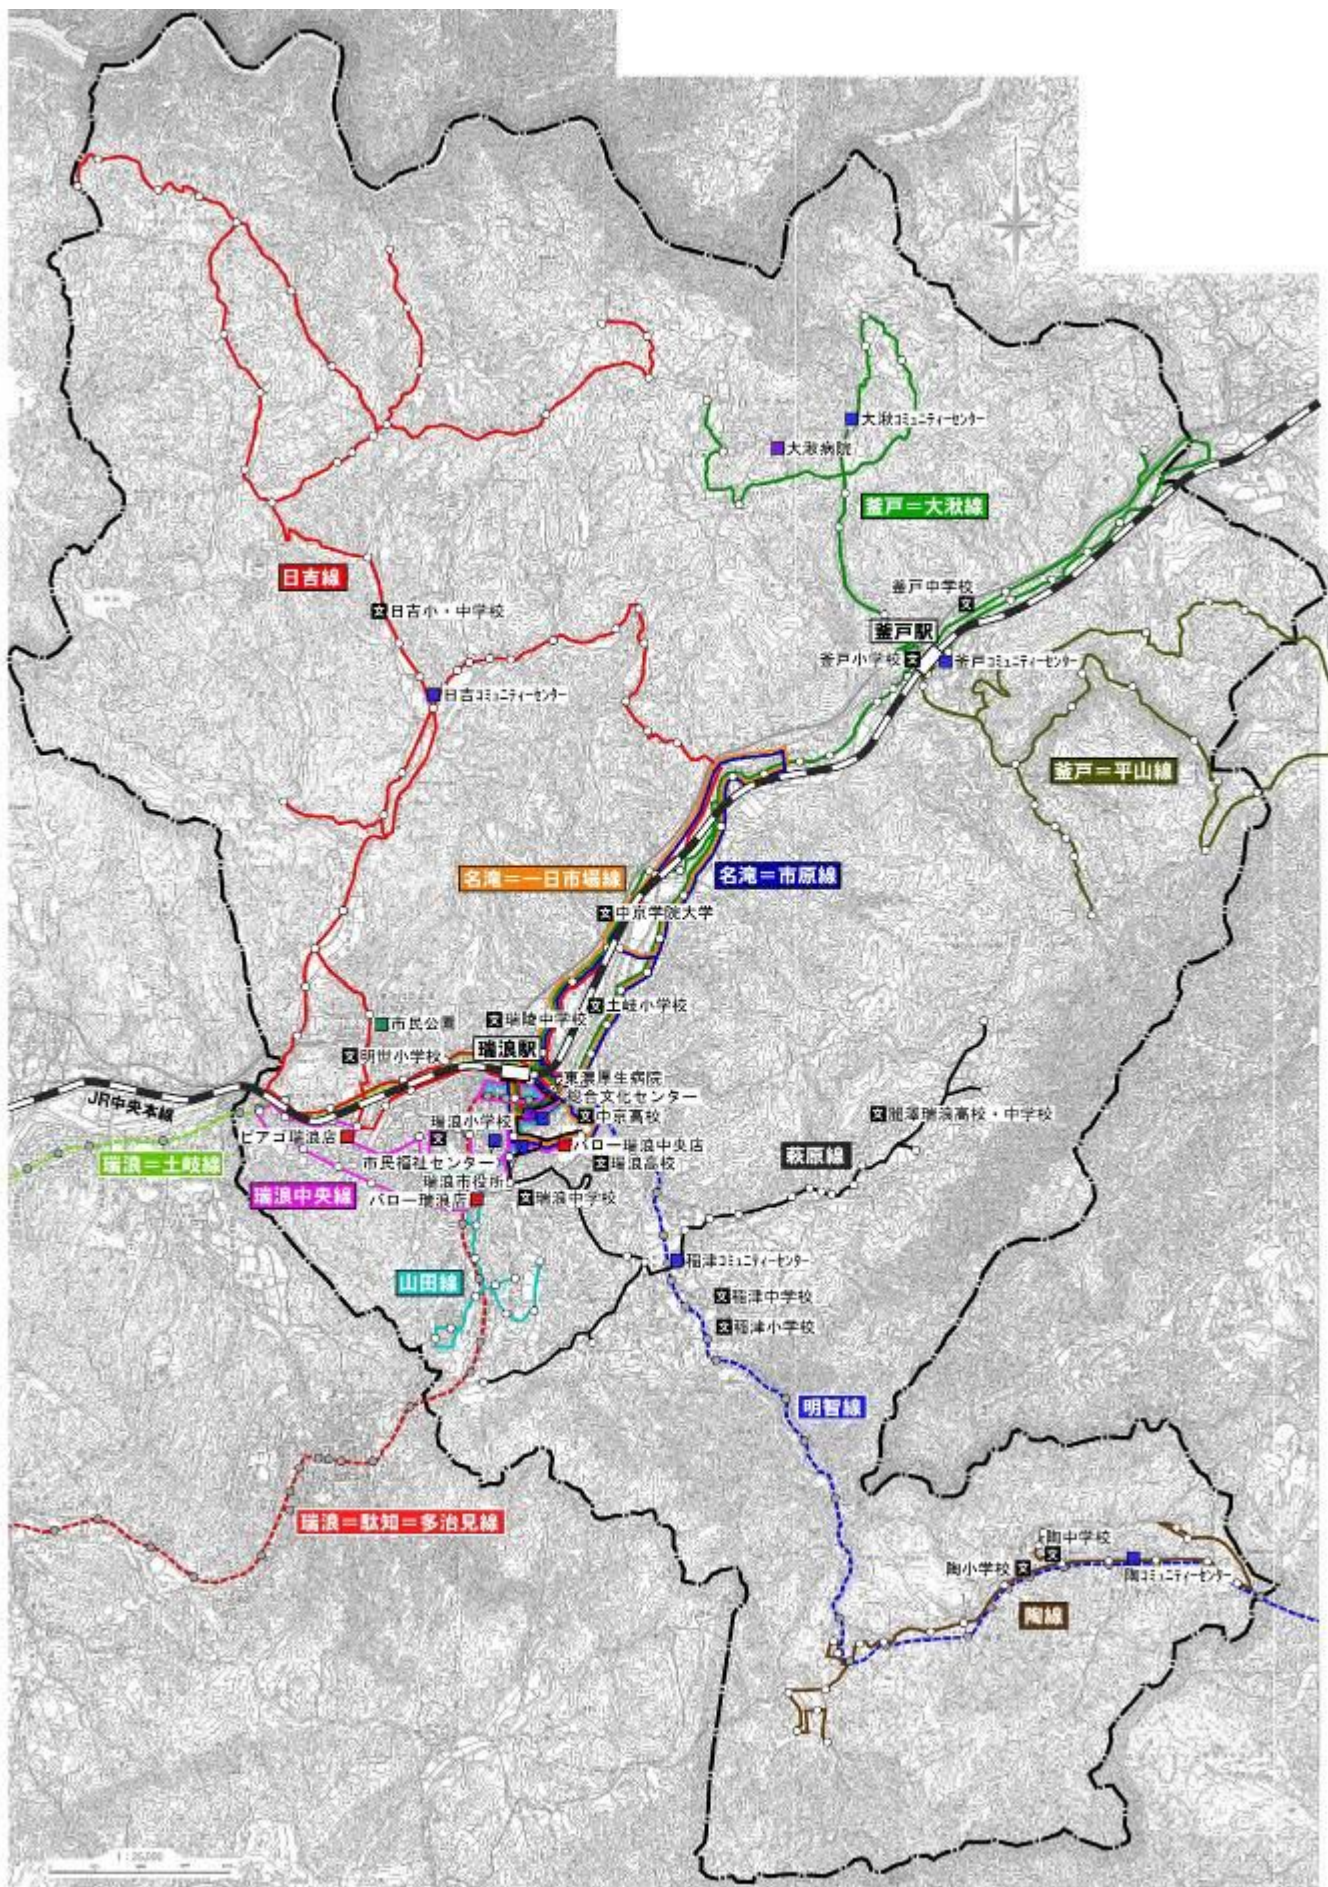 大湫コミュニティーセンター
大湫病院
釜戸＝大湫線
日吉線
釜戸中学校
日吉小・中学校
釜戸駅
釜戸小学校
釜戸コミュニティーセンター
日吉コミュニティーセンター
釜戸＝平山線
名滝＝一日市場線
名滝＝市原線
中京学院大学
土岐小学校
瑞陵中学校
市民公園
瑞浪駅
明世小学校
東濃厚生病院
総合文化センター
JR中央本線
瑞浪小学校
中京高校
麗澤瑞浪高校・中学校
ピアゴ瑞浪店
バロー瑞浪中央店
萩原線
瑞浪＝土岐線
市民福祉センター
瑞浪高校
瑞浪市役所
瑞浪中央線
バロー瑞浪店
瑞浪中学校
稲津コミュニティーセンター
山田線
稲津中学校
稲津小学校
明智線
瑞浪＝駄知＝多治見線
陶中学校
陶小学校
陶コミュニティーセンター
陶線